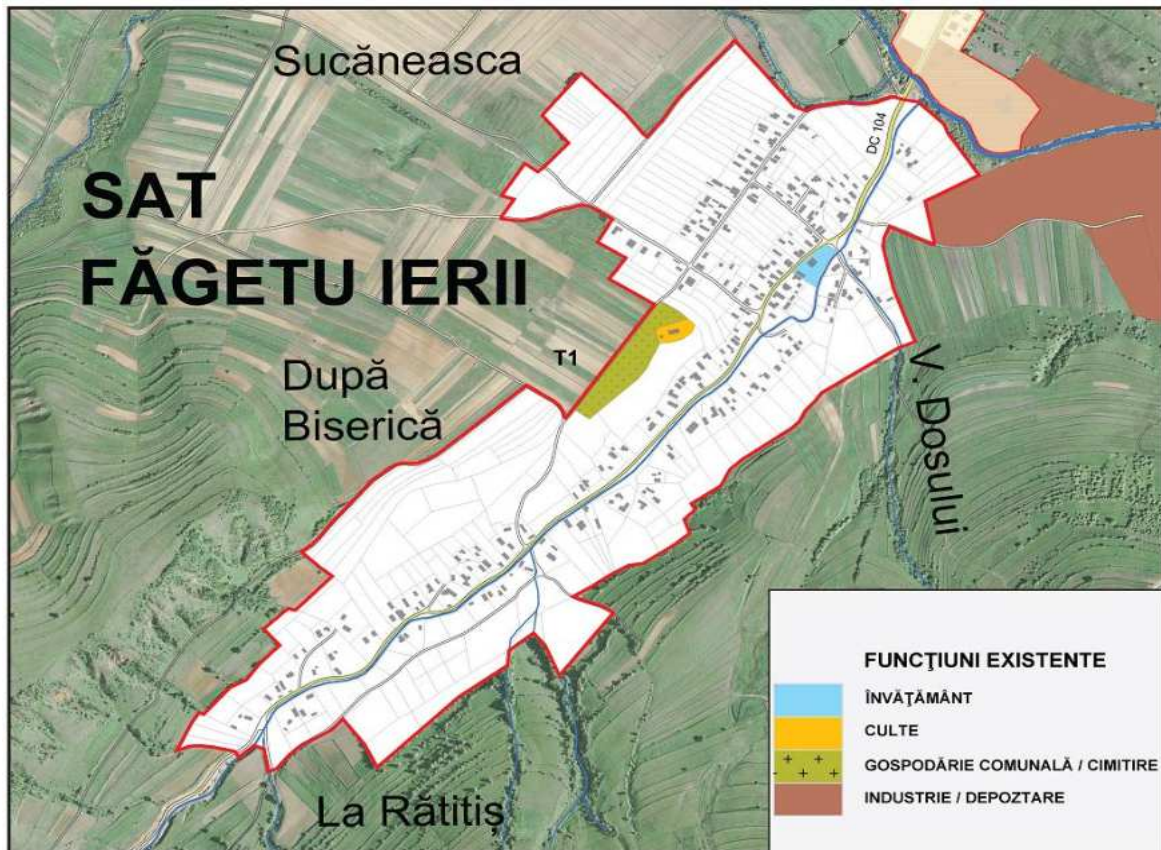 Sucăneasca
SAT
FĂGETU IERII
DC 104
T1
După
Biserică
V. Dosului
La Rătitiș
FUNCŢIUNI EXISTENTE
ÎNVĂŢĂMÂNT
CULTE
GOSPODĂRIE COMUNALĂ / CIMITIRE
INDUSTRIE / DEPOZTARE